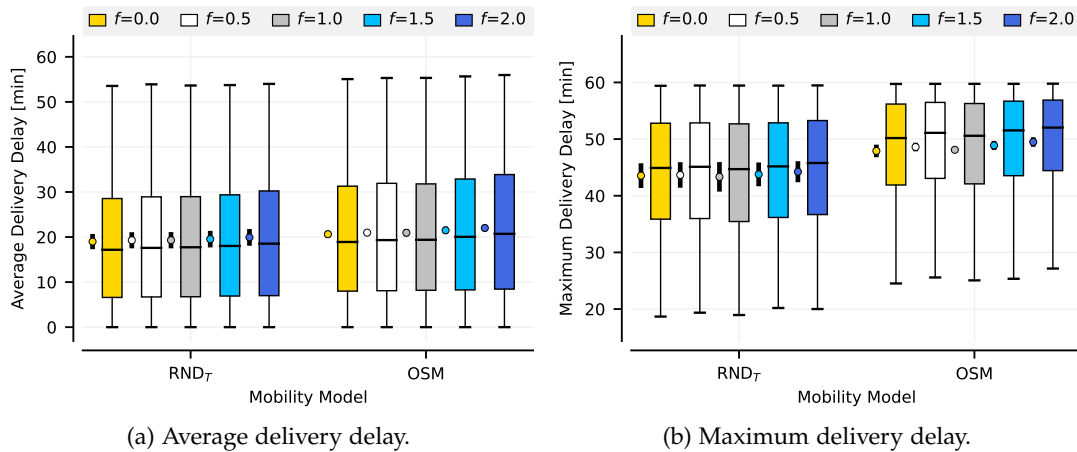 f=0.0 f=0.5 f=1.0 f=1.5 f=2.0
Average Delivery Delay [min]
60
50
40
30
20
10
0
RND_T OSM
Mobility Model
(a) Average delivery delay.
f=0.0 f=0.5 f=1.0 f=1.5 f=2.0
Maximum Delivery Delay [min]
60
50
40
30
20
RND_T OSM
Mobility Model
(b) Maximum delivery delay.